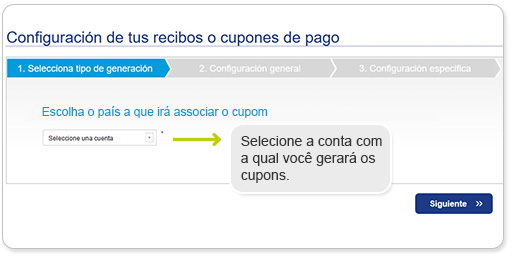 Configuración de tus recibos o cupones de pago
1. Selecciona tipo de generación
2. Configuración general
3. Configuración especifica
Escolha o país a que irá associar o cupom
Seleccione una cuenta
*
Selecione a conta com
a qual você gerará os
cupons.
Siguiente »